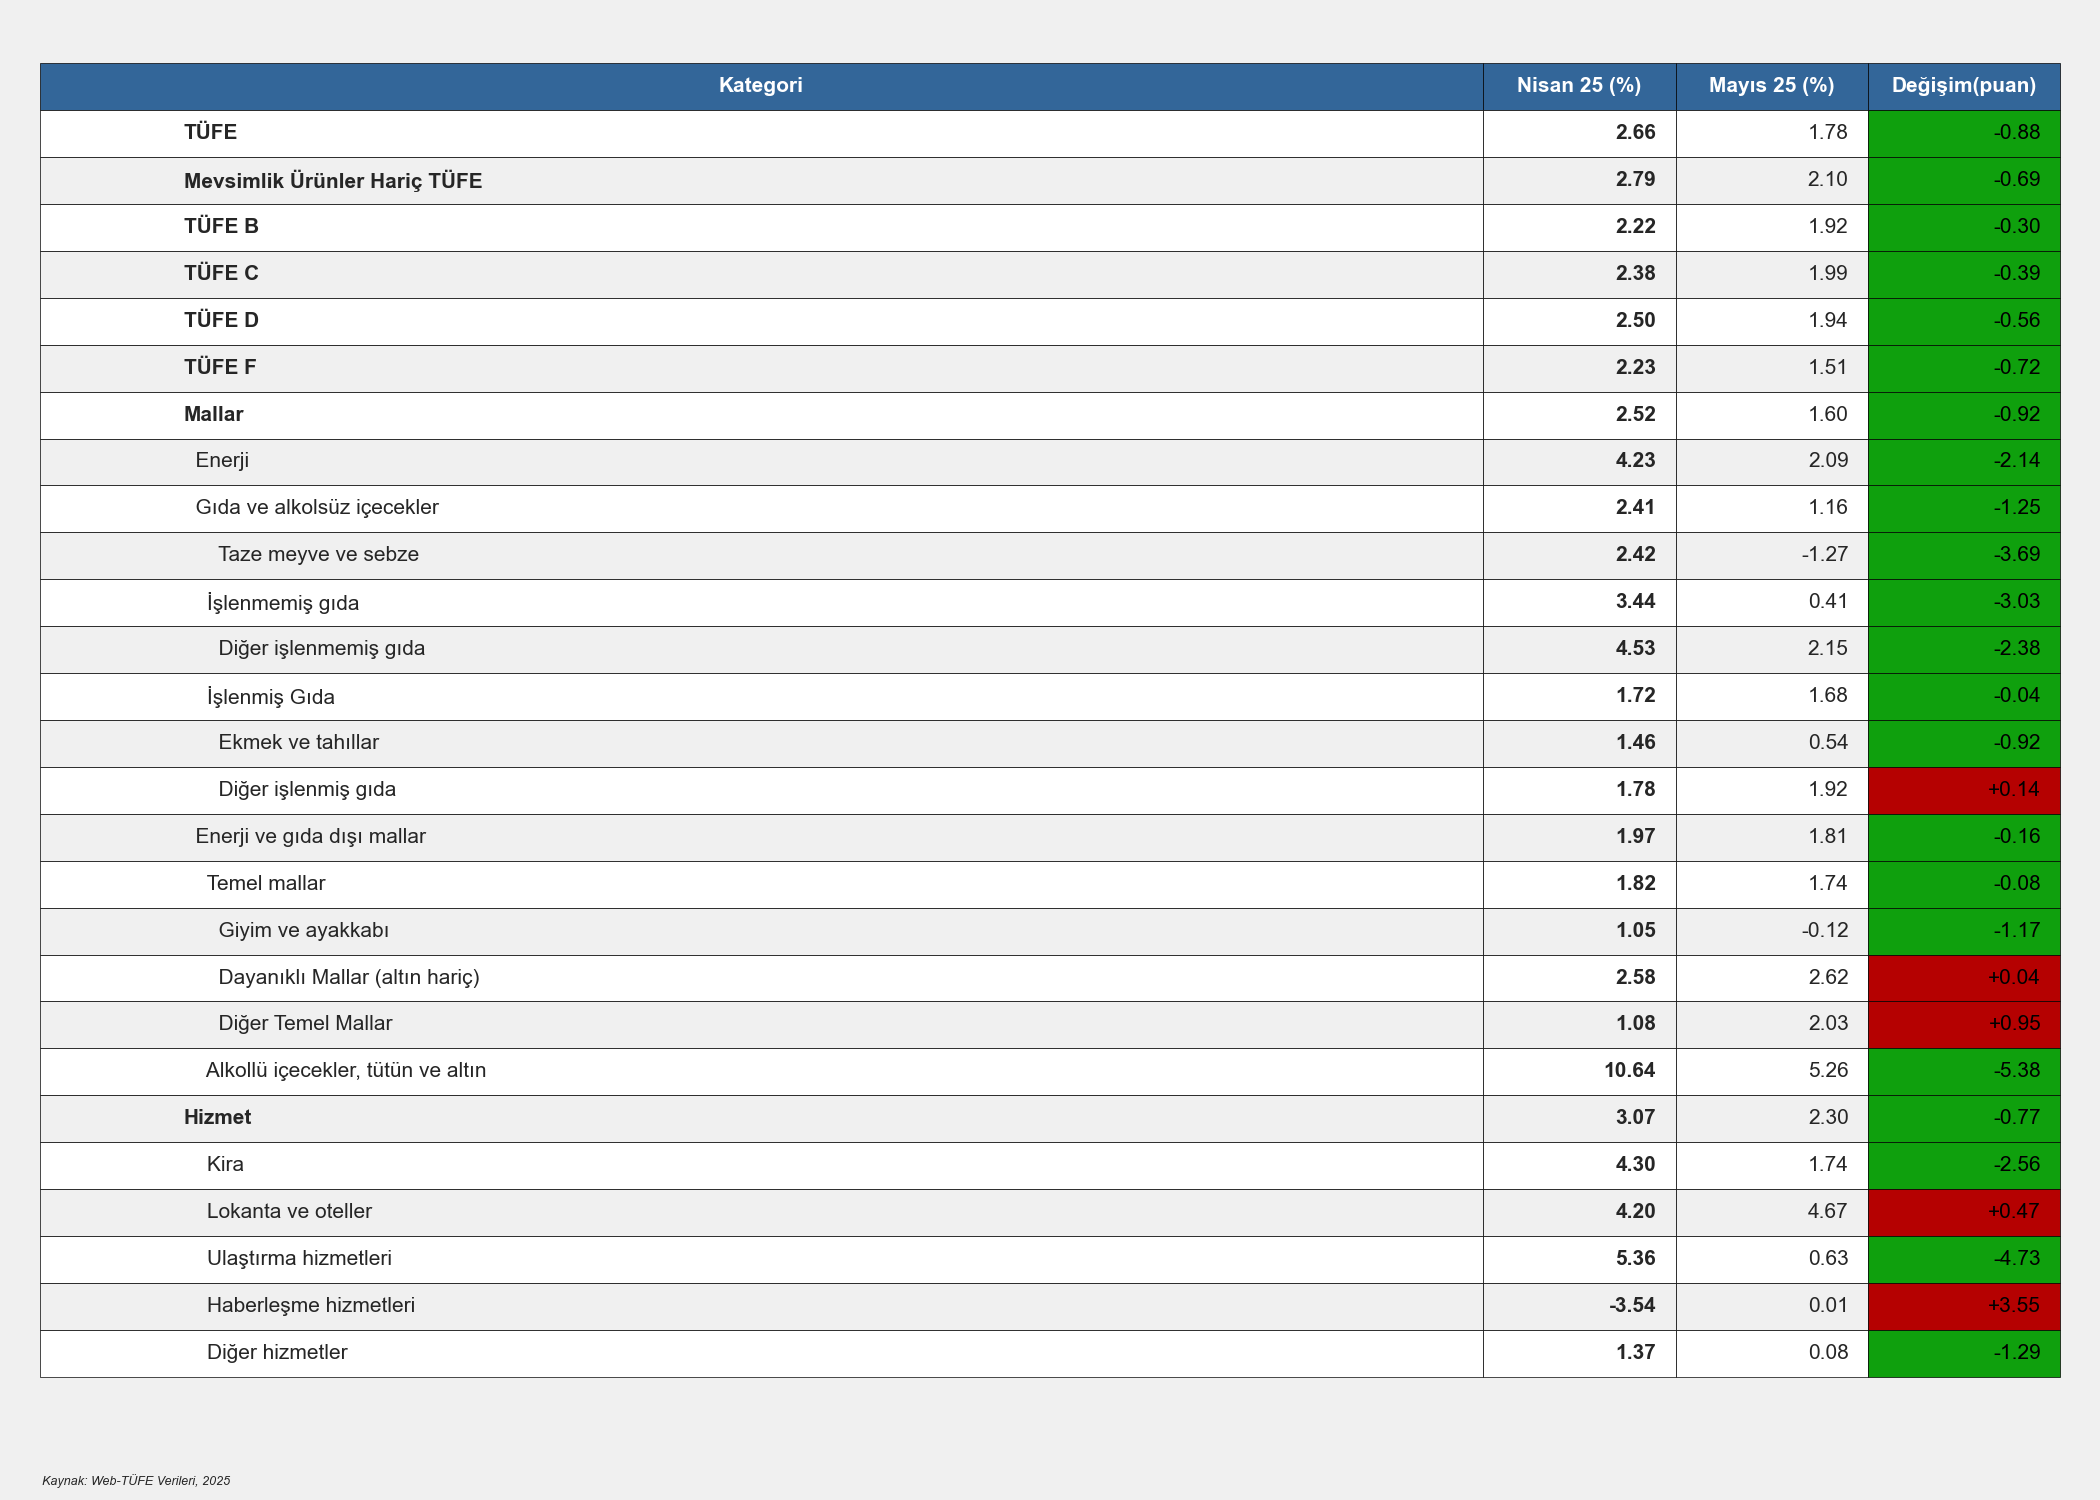 Kategori Nisan 25 (%) Mayıs 25 (%) Değişim(puan)
TÜFE 2.66 1.78 -0.88
Mevsimlik Ürünler Hariç TÜFE 2.79 2.10 -0.69
TÜFE B 2.22 1.92 -0.30
TÜFE C 2.38 1.99 -0.39
TÜFE D 2.50 1.94 -0.56
TÜFE F 2.23 1.51 -0.72
Mallar 2.52 1.60 -0.92
Enerji 4.23 2.09 -2.14
Gıda ve alkolsüz içecekler 2.41 1.16 -1.25
Taze meyve ve sebze 2.42 -1.27 -3.69
İşlenmemiş gıda 3.44 0.41 -3.03
Diğer işlenmemiş gıda 4.53 2.15 -2.38
İşlenmiş Gıda 1.72 1.68 -0.04
Ekmek ve tahıllar 1.46 0.54 -0.92
Diğer işlenmiş gıda 1.78 1.92 +0.14
Enerji ve gıda dışı mallar 1.97 1.81 -0.16
Temel mallar 1.82 1.74 -0.08
Giyim ve ayakkabı 1.05 -0.12 -1.17
Dayanıklı Mallar (altın hariç) 2.58 2.62 +0.04
Diğer Temel Mallar 1.08 2.03 +0.95
Alkollü içecekler, tütün ve altın 10.64 5.26 -5.38
Hizmet 3.07 2.30 -0.77
Kira 4.30 1.74 -2.56
Lokanta ve oteller 4.20 4.67 +0.47
Ulaştırma hizmetleri 5.36 0.63 -4.73
Haberleşme hizmetleri -3.54 0.01 +3.55
Diğer hizmetler 1.37 0.08 -1.29
Kaynak: Web-TÜFE Verileri, 2025